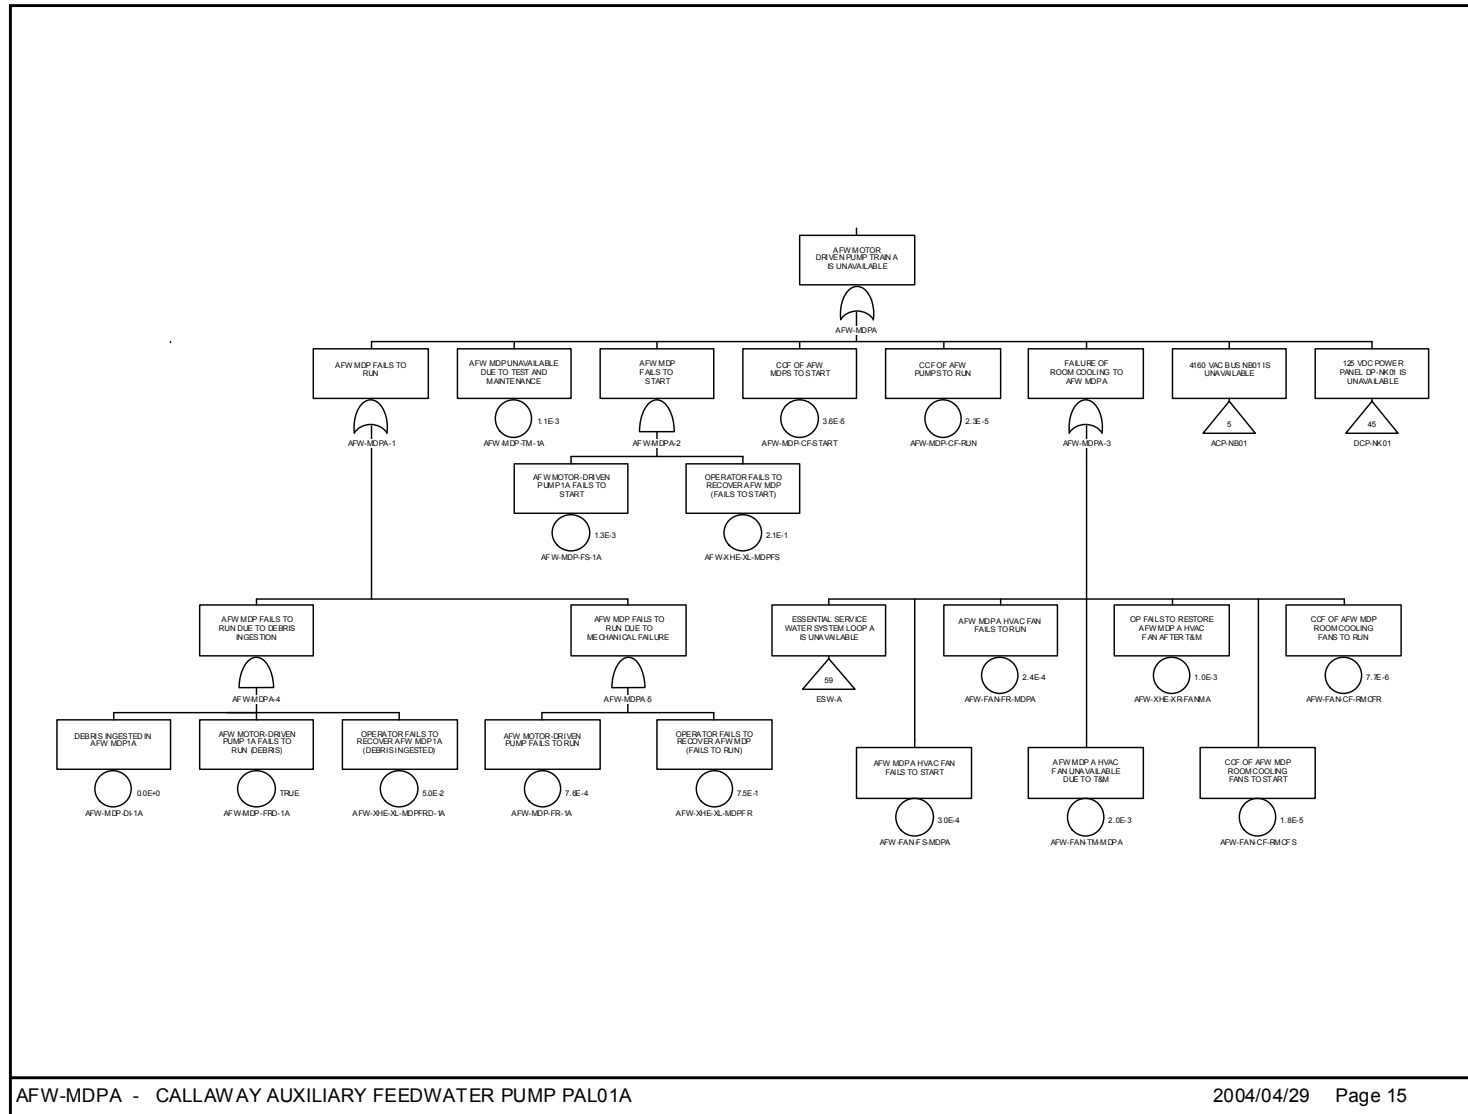 AFW MOTOR
DRIVEN PUMP TRAIN A
IS UNAVAILABLE
AFW-MDPA
AFW MDP FAILS TO
RUN
AFW-MDPA-1
AFW MDP UNAVAILABLE
DUE TO TEST AND
MAINTENANCE
1.1E-3
AFW-MDP-TM-1A
AFW MDP
FAILS TO
START
AFW-MDPA-2
CCF OF AFW
MDPS TO START
3.6E-5
AFW-MDP-CF-START
CCF OF AFW
PUMPS TO RUN
2.3E-5
AFW-MDP-CF-RUN
FAILURE OF
ROOM COOLING TO
AFW MDPA
AFW-MDPA-3
4160 VAC BUS NB01 IS
UNAVAILABLE
5
ACP-NB01
125 VDC POWER
PANEL DP-NK01 IS
UNAVAILABLE
45
DCP-NK01
AFW MOTOR-DRIVEN
PUMP 1A FAILS TO
START
1.3E-3
AFW-MDP-FS-1A
OPERATOR FAILS TO
RECOVER AFW MDP
(FAILS TO START)
2.1E-1
AFW-XHE-XL-MDPFS
AFW MDP FAILS TO
RUN DUE TO DEBRIS
INGESTION
AFW-MDPA-4
AFW MDP FAILS TO
RUN DUE TO
MECHANICAL FAILURE
AFW-MDPA-5
ESSENTIAL SERVICE
WATER SYSTEM LOOP A
IS UNAVAILABLE
59
ESW-A
AFW MDPA HVAC FAN
FAILS TO RUN
2.4E-4
AFW-FAN-FR-MDPA
OP FAILS TO RESTORE
AFW MDP A HVAC
FAN AFTER T&M
1.0E-3
AFW-XHE-XR-FANMA
CCF OF AFW MDP
ROOM COOLING
FANS TO RUN
7.7E-6
AFW-FAN-CF-RMCFR
DEBRIS INGESTED IN
AFW MDP1A
0.0E+0
AFW-MDP-DI-1A
AFW MOTOR-DRIVEN
PUMP 1A FAILS TO
RUN (DEBRIS)
TRUE
AFW-MDP-FRD-1A
OPERATOR FAILS TO
RECOVER AFW MDP1A
(DEBRIS INGESTED)
5.0E-2
AFW-XHE-XL-MDPFRD-1A
AFW MOTOR-DRIVEN
PUMP FAILS TO RUN
7.6E-4
AFW-MDP-FR-1A
OPERATOR FAILS TO
RECOVER AFW MDP
(FAILS TO RUN)
7.5E-1
AFW-XHE-XL-MDPFR
AFW MDPA HVAC FAN
FAILS TO START
3.0E-4
AFW-FAN-FS-MDPA
AFW MDP A HVAC
FAN UNAVAILABLE
DUE TO T&M
2.0E-3
AFW-FAN-TM-MDPA
CCF OF AFW MDP
ROOM COOLING
FANS TO START
1.8E-5
AFW-FAN-CF-RMCFS
AFW-MDPA - CALLAWAY AUXILIARY FEEDWATER PUMP PAL01A
2004/04/29 Page 15